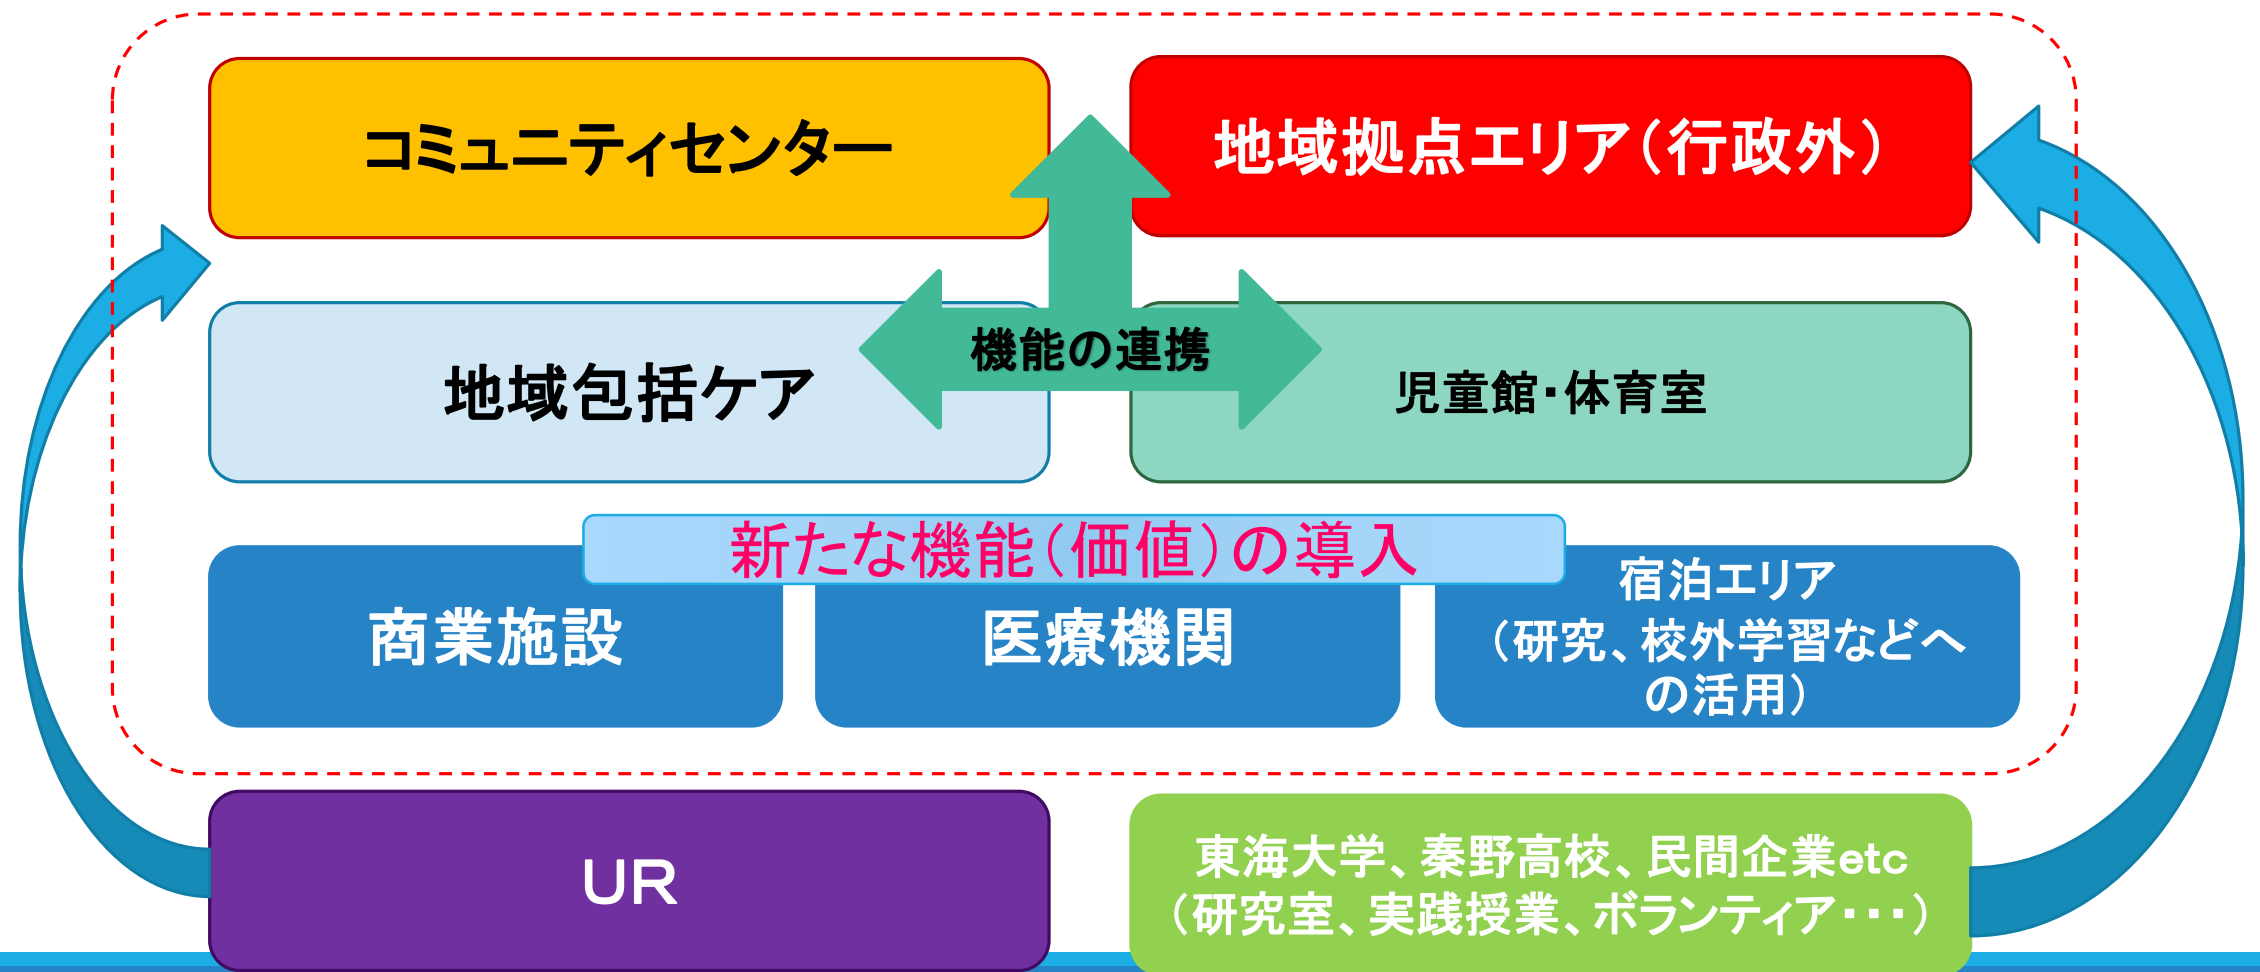 コミュニティセンター
地域拠点エリア（行政外）
機能の連携
地域包括ケア
児童館・体育室
新たな機能（価値）の導入
商業施設
医療機関
宿泊エリア
（研究、校外学習などへ
の活用）
UR
東海大学、秦野高校、民間企業etc
（研究室、実践授業、ボランティア・・・）